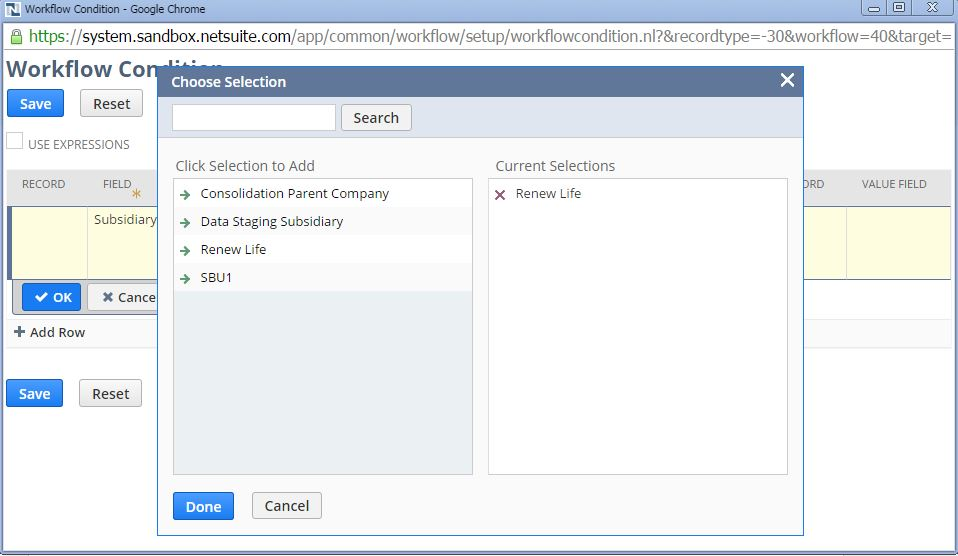 Workflow Condition - Google Chrome
https://system.sandbox.netsuite.com/app/common/workflow/setup/workflowcondition.nl?&recordtype=-30&workflow=40&target=
Workflow Con
Choose Selection
Save
Reset
Search
USE EXPRESSIONS
Click Selection to Add
Current Selections
RECORD
FIELD
ORD
VALUE FIELD
Consolidation Parent Company
Renew Life
Subsidiary
Data Staging Subsidiary
Renew Life
SBU1
OK
Cance
Add Row
Save
Reset
Done
Cancel